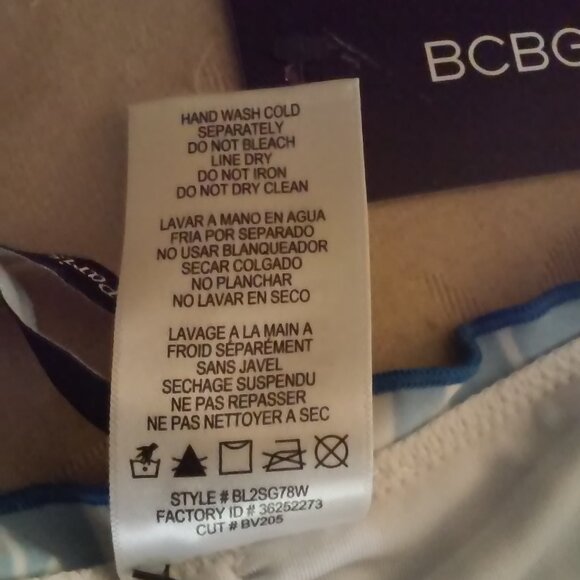 BCBG
HAND WASH COLD
SEPARATELY
DO NOT BLEACH
LINE DRY
DO NOT IRON
DO NOT DRY CLEAN
LAVAR A MANO EN AGUA
FRIA POR SEPARADO
NO USAR BLANQUEADOR
SECAR COLGADO
NO PLANCHAR
NO LAVAR EN SECO
LAVAGE A LA MAIN A
FROID SÉPARÉMENT
SANS JAVEL
SECHAGE SUSPENDU
NE PAS REPASSER
NE PAS NETTOYER A SEC
STYLE # BL2SG78W
FACTORY ID # 36252273
CUT # BV205